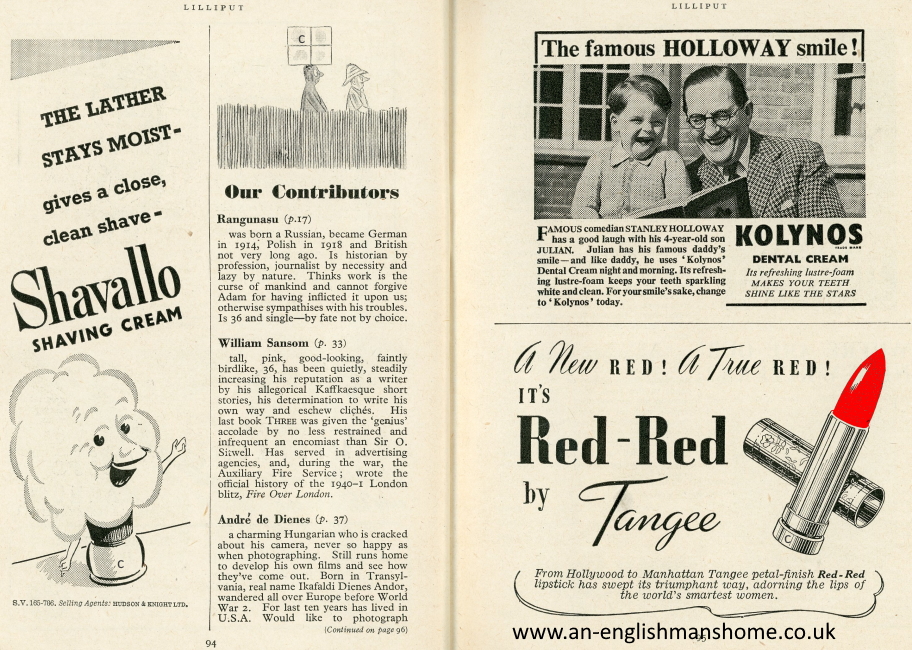 LILLIPUT
THE LATHER
STAYS MOIST-
gives a close,
clean shave-
Shavallo
SHAVING CREAM
C
S.V. 165-786. Selling Agents: HUDSON & KNIGHT LTD.
C
Our Contributors
Rangunasu (p.17)
was born a Russian, became German
in 1914, Polish in 1918 and British
not very long ago. Is historian by
profession, journalist by necessity and
lazy by nature. Thinks work is the
curse of mankind and cannot forgive
Adam for having inflicted it upon us;
otherwise sympathises with his troubles.
Is 36 and single—by fate not by choice.
William Sansom (p. 33)
tall, pink, good-looking, faintly
birdlike, 36, has been quietly, steadily
increasing his reputation as a writer
by his allegorical Kaffkaesque short
stories, his determination to write his
own way and eschew clichés. His
last book THREE was given the 'genius'
accolade by no less restrained and
infrequent an encomiast than Sir O.
Sitwell. Has served in advertising
agencies, and, during the war, the
Auxiliary Fire Service; wrote the
official history of the 1940-1 London
blitz, Fire Over London.
André de Dienes (p. 37)
a charming Hungarian who is cracked
about his camera, never so happy as
when photographing. Still runs home
to develop his own films and see how
they've come out. Born in Transyl-
vania, real name Ikafaldi Dienes Andor,
wandered all over Europe before World
War 2. For last ten years has lived in
U.S.A. Would like to photograph
(Continued on page 96)
94
LILLIPUT
The famous HOLLOWAY smile!
FAMOUS comedian STANLEY HOLLOWAY
has a good laugh with his 4-year-old son
JULIAN. Julian has his famous daddy's
smile—and like daddy, he uses 'Kolynos'
Dental Cream night and morning. Its refresh-
ing lustre-foam keeps your teeth sparkling
white and clean. For your smile's sake, change
to 'Kolynos' today.
KOLYNOS
TRADE MARK
DENTAL CREAM
Its refreshing lustre-foam
MAKES YOUR TEETH
SHINE LIKE THE STARS
A New RED! A True RED!
IT'S
Red-Red
by
Tangee
C
From Hollywood to Manhattan Tangee petal-finish Red-Red
lipstick has swept its triumphant way, adorning the lips of
the world's smartest women.
www.an-englishmanshome.co.uk